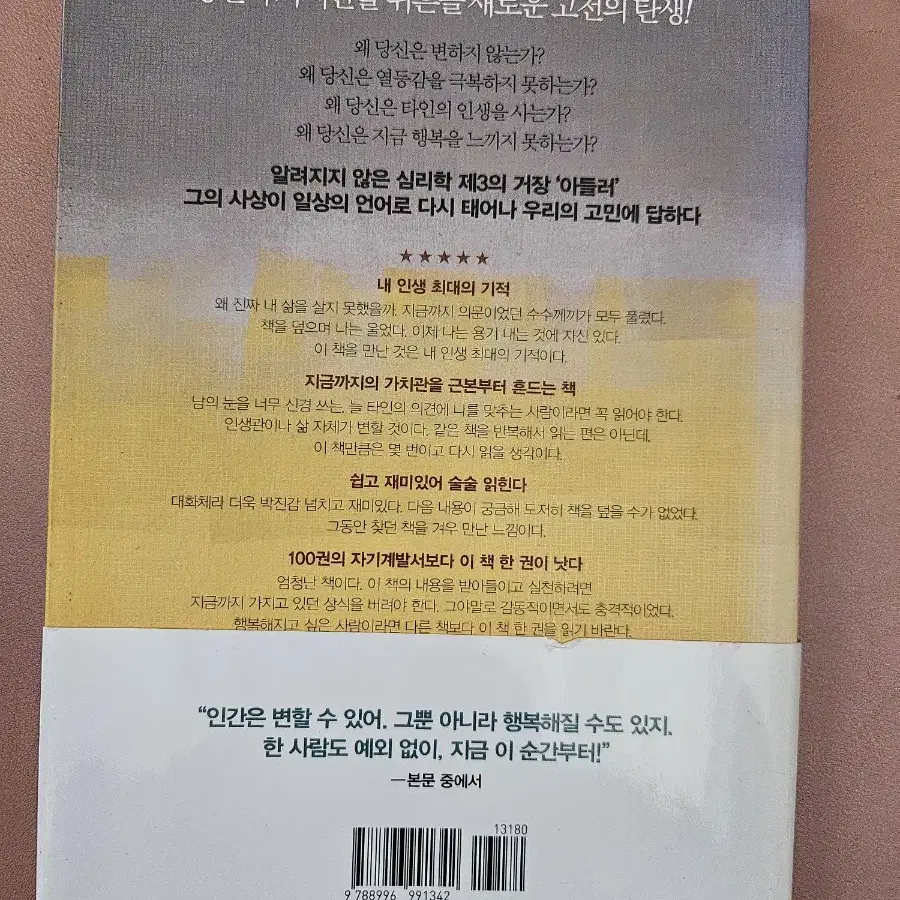 새로운 고전의 탄생!
왜 당신은 변하지 않는가?
왜 당신은 열등감을 극복하지 못하는가?
왜 당신은 타인의 인생을 사는가?
왜 당신은 지금 행복을 느끼지 못하는가?
알려지지 않은 심리학 제3의 거장 '아들러'
그의 사상이 일상의 언어로 다시 태어나 우리의 고민에 답하다
★★★★★
내 인생 최대의 기적
왜 진짜 내 삶을 살지 못했을까. 지금까지 의문이었던 수수께끼가 모두 풀렸다.
책을 덮으며 나는 울었다. 이제 나는 용기 내는 것에 자신 있다.
이 책을 만난 것은 내 인생 최대의 기적이다.
지금까지의 가치관을 근본부터 흔드는 책
남의 눈을 너무 신경 쓰는, 늘 타인의 의견에 나를 맞추는 사람이라면 꼭 읽어야 한다.
인생관이나 삶 자체가 변할 것이다. 같은 책을 반복해서 읽는 편은 아닌데,
이 책만큼은 몇 번이고 다시 읽을 생각이다.
쉽고 재미있어 술술 읽힌다
대화체라 더욱 박진감 넘치고 재미있다. 다음 내용이 궁금해 도저히 책을 덮을 수가 없었다.
그동안 찾던 책을 겨우 만난 느낌이다.
100권의 자기계발서보다 이 책 한 권이 낫다
엄청난 책이다. 이 책의 내용을 받아들이고 실천하려면
지금까지 가지고 있던 상식을 버려야 한다. 그야말로 감동적이면서도 충격적이었다.
행복해지고 싶은 사람이라면 다른 책보다 이 책 한 권을 읽기 바란다.
“인간은 변할 수 있어. 그뿐 아니라 행복해질 수도 있지.
한 사람도 예외 없이, 지금 이 순간부터!”
—본문 중에서
13180
9 788996 991342